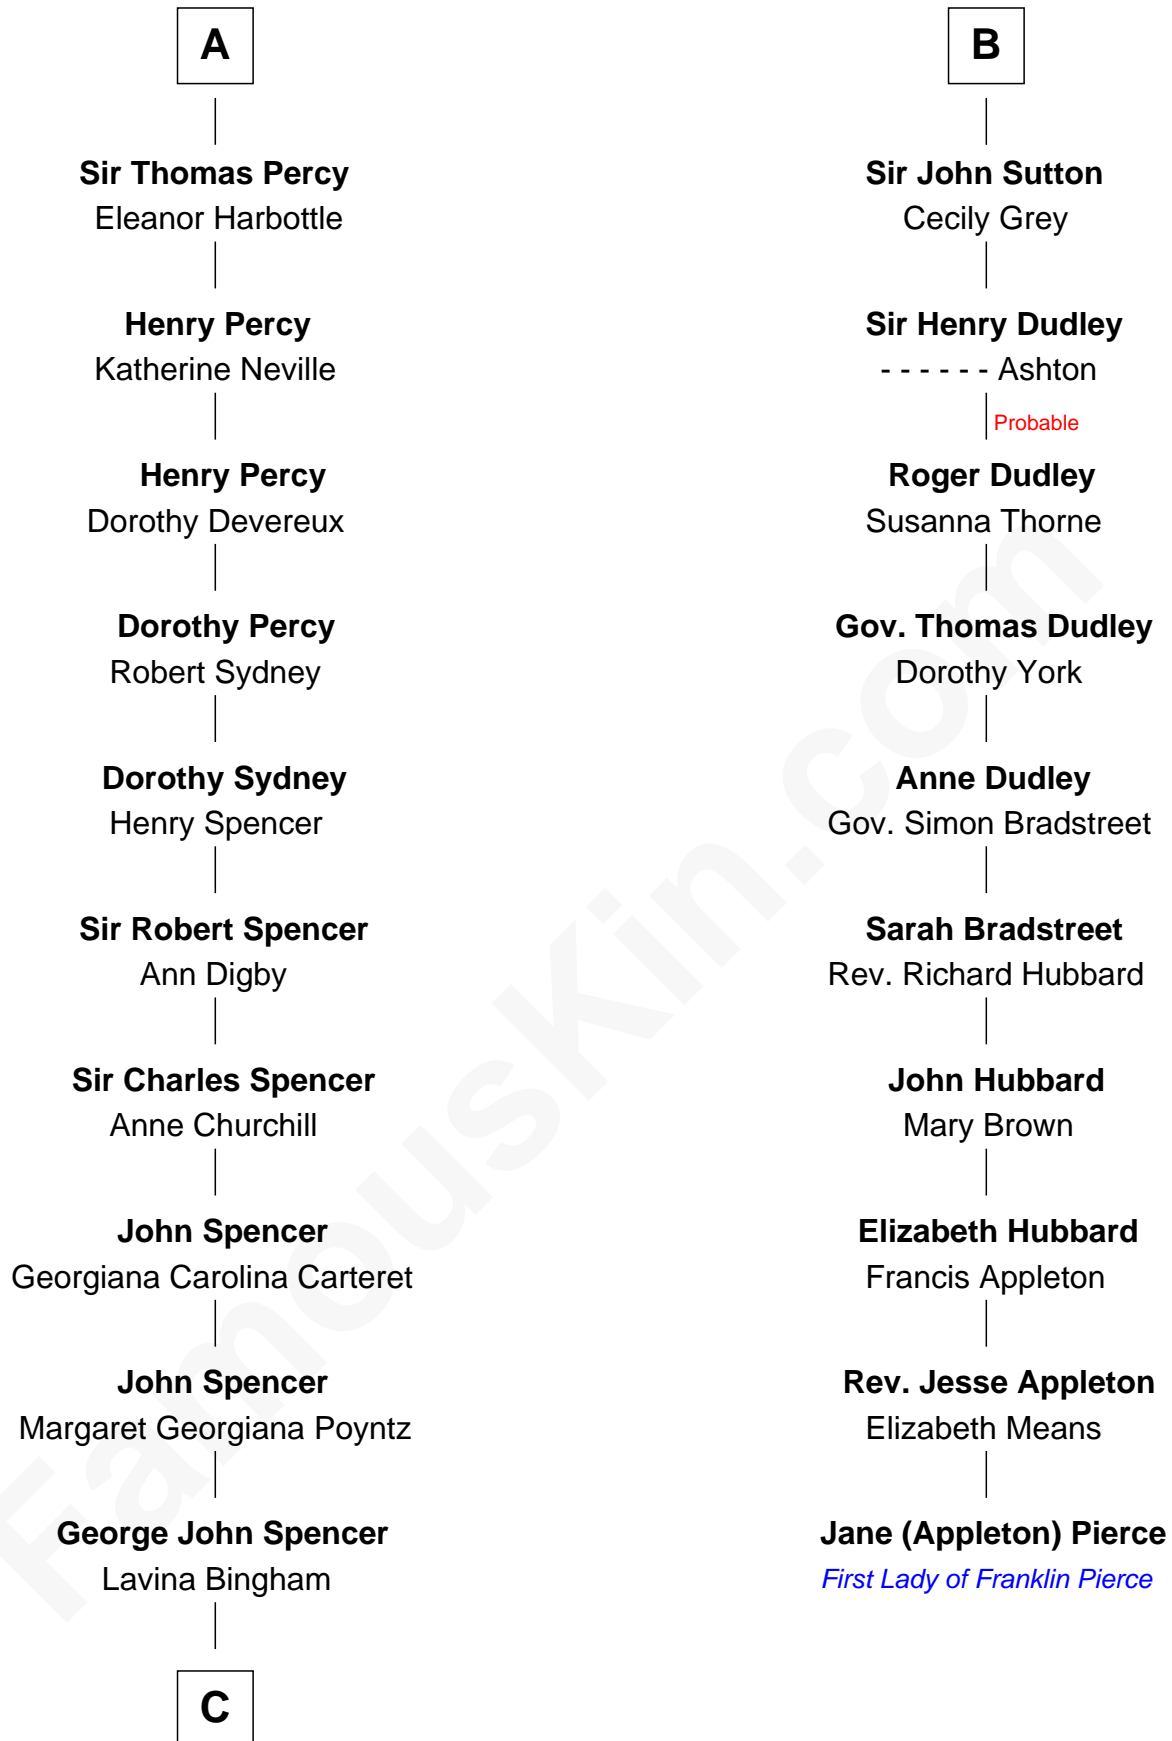 A
Sir Thomas Percy
Eleanor Harbottle
Henry Percy
Katherine Neville
Henry Percy
Dorothy Devereux
Dorothy Percy
Robert Sydney
Dorothy Sydney
Henry Spencer
Sir Robert Spencer
Ann Digby
Sir Charles Spencer
Anne Churchill
John Spencer
Georgiana Carolina Carteret
John Spencer
Margaret Georgiana Poyntz
George John Spencer
Lavina Bingham
C
B
Sir John Sutton
Cecily Grey
Sir Henry Dudley
- - - - - - Ashton
Probable
Roger Dudley
Susanna Thorne
Gov. Thomas Dudley
Dorothy York
Anne Dudley
Gov. Simon Bradstreet
Sarah Bradstreet
Rev. Richard Hubbard
John Hubbard
Mary Brown
Elizabeth Hubbard
Francis Appleton
Rev. Jesse Appleton
Elizabeth Means
Jane (Appleton) Pierce
First Lady of Franklin Pierce
FamousKin.com